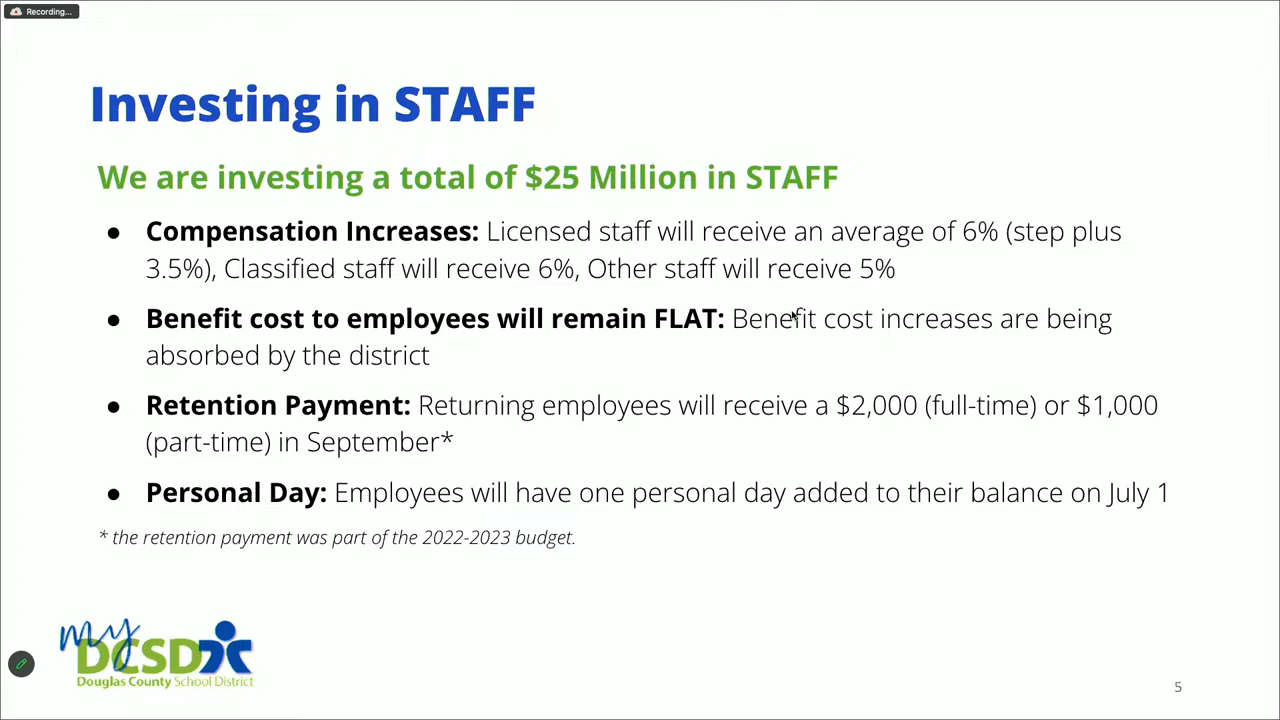 Recording...
Investing in STAFF
We are investing a total of $25 Million in STAFF
● Compensation Increases: Licensed staff will receive an average of 6% (step plus
3.5%), Classified staff will receive 6%, Other staff will receive 5%
● Benefit cost to employees will remain FLAT: Benefit cost increases are being
absorbed by the district
● Retention Payment: Returning employees will receive a $2,000 (full-time) or $1,000
(part-time) in September*
● Personal Day: Employees will have one personal day added to their balance on July 1
* the retention payment was part of the 2022-2023 budget.
my
DCSD
Douglas County School District
5